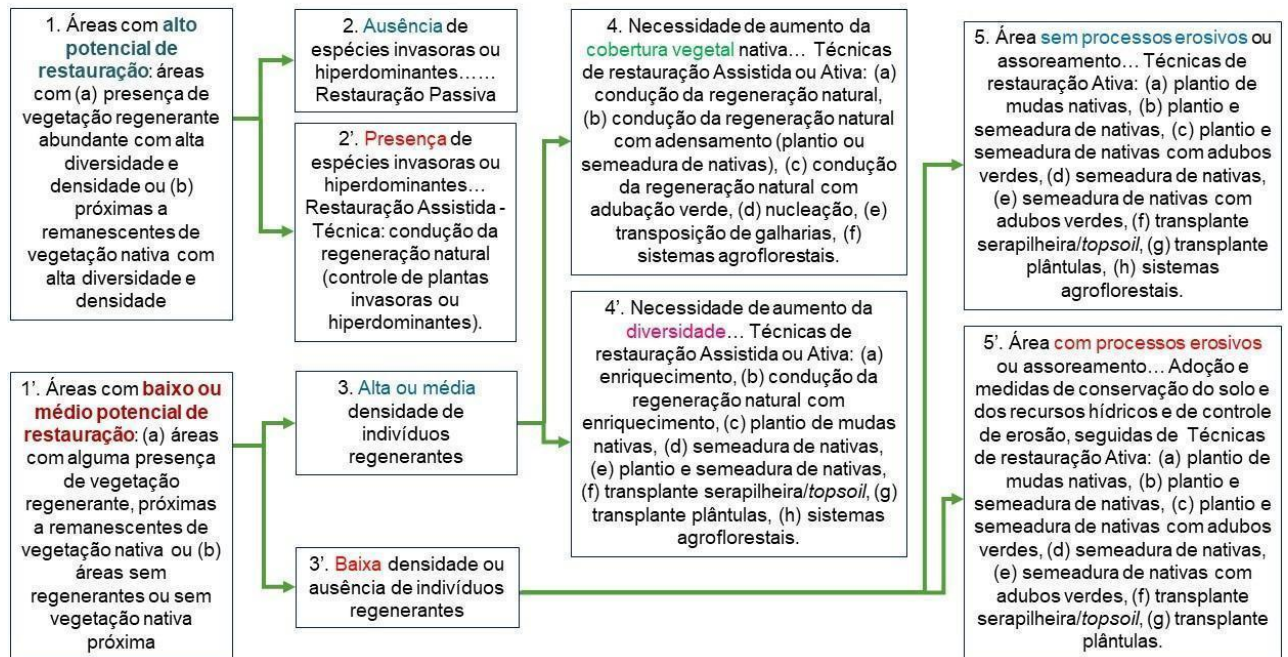 1. Áreas com alto
potencial de
restauração: áreas
com (a) presença de
vegetação regenerante
abundante com alta
diversidade e
densidade ou (b)
próximas a
remanescentes de
vegetação nativa com
alta diversidade e
densidade
2. Ausência de
espécies invasoras ou
hiperdominantes......
Restauração Passiva
2'. Presença de
espécies invasoras ou
hiperdominantes...
Restauração Assistida -
Técnica: condução da
regeneração natural
(controle de plantas
invasoras ou
hiperdominantes).
1'. Áreas com baixo ou
médio potencial de
restauração: (a) áreas
com alguma presença
de vegetação
regenerante, próximas
a remanescentes de
vegetação nativa ou (b)
áreas sem
regenerantes ou sem
vegetação nativa
próxima
3. Alta ou média
densidade de
indivíduos
regenerantes
3'. Baixa densidade ou
ausência de indivíduos
regenerantes
4. Necessidade de aumento da
cobertura vegetal nativa... Técnicas
de restauração Assistida ou Ativa: (a)
condução da regeneração natural,
(b) condução da regeneração natural
com adensamento (plantio ou
semeadura de nativas), (c) condução
da regeneração natural com
adubação verde, (d) nucleação, (e)
transposição de galharias, (f)
sistemas agroflorestais.
4'. Necessidade de aumento da
diversidade... Técnicas de
restauração Assistida ou Ativa: (a)
enriquecimento, (b) condução da
regeneração natural com
enriquecimento, (c) plantio de mudas
nativas, (d) semeadura de nativas,
(e) plantio e semeadura de nativas,
(f) transplante serapilheira/topsoil, (g)
transplante plântulas, (h) sistemas
agroflorestais.
5. Área sem processos erosivos ou
assoreamento... Técnicas de
restauração Ativa: (a) plantio de
mudas nativas, (b) plantio e
semeadura de nativas, (c) plantio e
semeadura de nativas com adubos
verdes, (d) semeadura de nativas,
(e) semeadura de nativas com
adubos verdes, (f) transplante
serapilheira/topsoil, (g) transplante
plântulas, (h) sistemas
agroflorestais.
5'. Área com processos erosivos
ou assoreamento... Adoção e
medidas de conservação do solo e
dos recursos hídricos e de controle
de erosão, seguidas de Técnicas
de restauração Ativa: (a) plantio de
mudas nativas, (b) plantio e
semeadura de nativas, (c) plantio e
semeadura de nativas com adubos
verdes, (d) semeadura de nativas,
(e) semeadura de nativas com
adubos verdes, (f) transplante
serapilheira/topsoil, (g) transplante
plântulas.